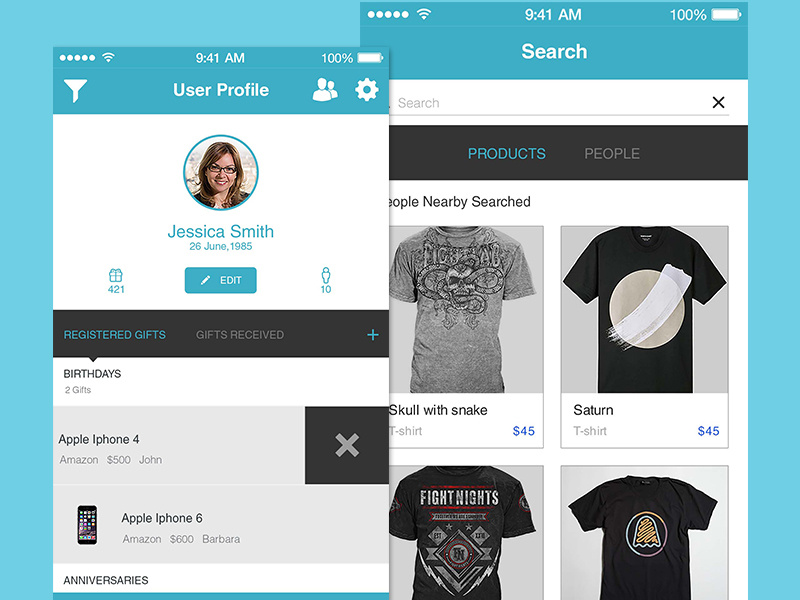 9:41 AM 100%
User Profile
Jessica Smith
26 June,1985
421
EDIT
10
REGISTERED GIFTS GIFTS RECEIVED +
BIRTHDAYS
2 Gifts
Apple Iphone 4
Amazon $500 John
Apple Iphone 6
Amazon $600 Barbara
ANNIVERSARIES
9:41 AM 100%
Search
Search
PRODUCTS PEOPLE
eople Nearby Searched
Skull with snake
T-shirt $45
Saturn
T-shirt $45
FIGHT NIGHTS